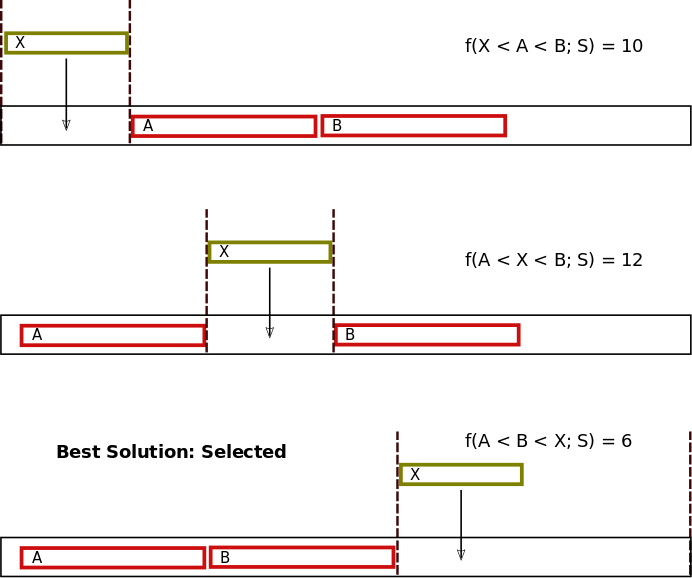 X
f(X < A < B; S) = 10
A
B
X
f(A < X < B; S) = 12
A
B
f(A < B < X; S) = 6
Best Solution: Selected
X
A
B